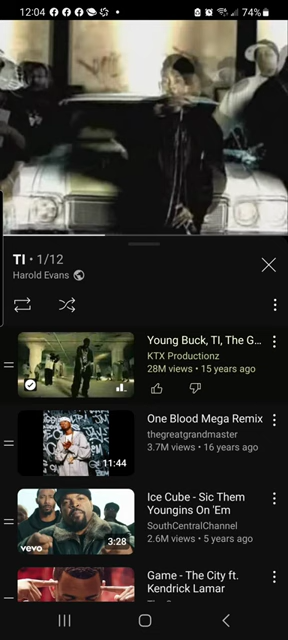 12:04
74%
TI • 1/12
Harold Evans
Young Buck, TI, The G...
KTX Productionz
28M views • 15 years ago
One Blood Mega Remix
thegreatgrandmaster
3.7M views • 16 years ago
11:44
Ice Cube - Sic Them
Youngins On 'Em
SouthCentralChannel
2.6M views • 5 years ago
vevo
3:28
Game - The City ft.
Kendrick Lamar